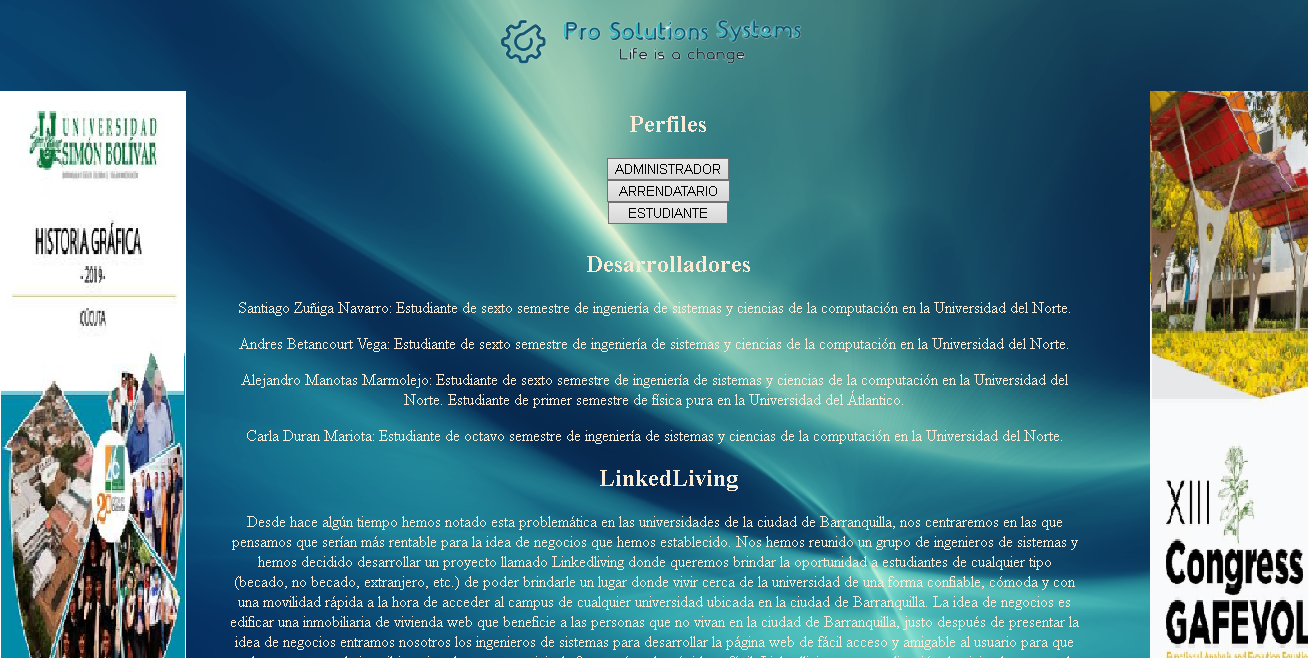 Pro Solutions Systems
Life is a change
UNIVERSIDAD
SIMÓN BOLÍVAR
HISTORIA GRÁFICA
- 2019-
CÚCUTA
Perfiles
ADMINISTRADOR
ARRENDATARIO
ESTUDIANTE
Desarrolladores
Santiago Zuñiga Navarro: Estudiante de sexto semestre de ingeniería de sistemas y ciencias de la computación en la Universidad del Norte.
Andres Betancourt Vega: Estudiante de sexto semestre de ingeniería de sistemas y ciencias de la computación en la Universidad del Norte.
Alejandro Manotas Marmolejo: Estudiante de sexto semestre de ingeniería de sistemas y ciencias de la computación en la Universidad del
Norte. Estudiante de primer semestre de física pura en la Universidad del Átlantico.
Carla Duran Mariota: Estudiante de octavo semestre de ingeniería de sistemas y ciencias de la computación en la Universidad del Norte.
LinkedLiving
Desde hace algún tiempo hemos notado esta problemática en las universidades de la ciudad de Barranquilla, nos centraremos en las que
pensamos que serían más rentable para la idea de negocios que hemos establecido. Nos hemos reunido un grupo de ingenieros de sistemas y
hemos decidido desarrollar un proyecto llamado Linkedliving donde queremos brindar la oportunidad a estudiantes de cualquier tipo
(becado, no becado, extranjero, etc.) de poder brindarle un lugar donde vivir cerca de la universidad de una forma confiable, cómoda y con
una movilidad rápida a la hora de acceder al campus de cualquier universidad ubicada en la ciudad de Barranquilla. La idea de negocios es
edificar una inmobiliaria de vivienda web que beneficie a las personas que no vivan en la ciudad de Barranquilla, justo después de presentar la
idea de negocios entramos nosotros los ingenieros de sistemas para desarrollar la página web de fácil acceso y amigable al usuario para que
XIII
Congress
GAFEVOL